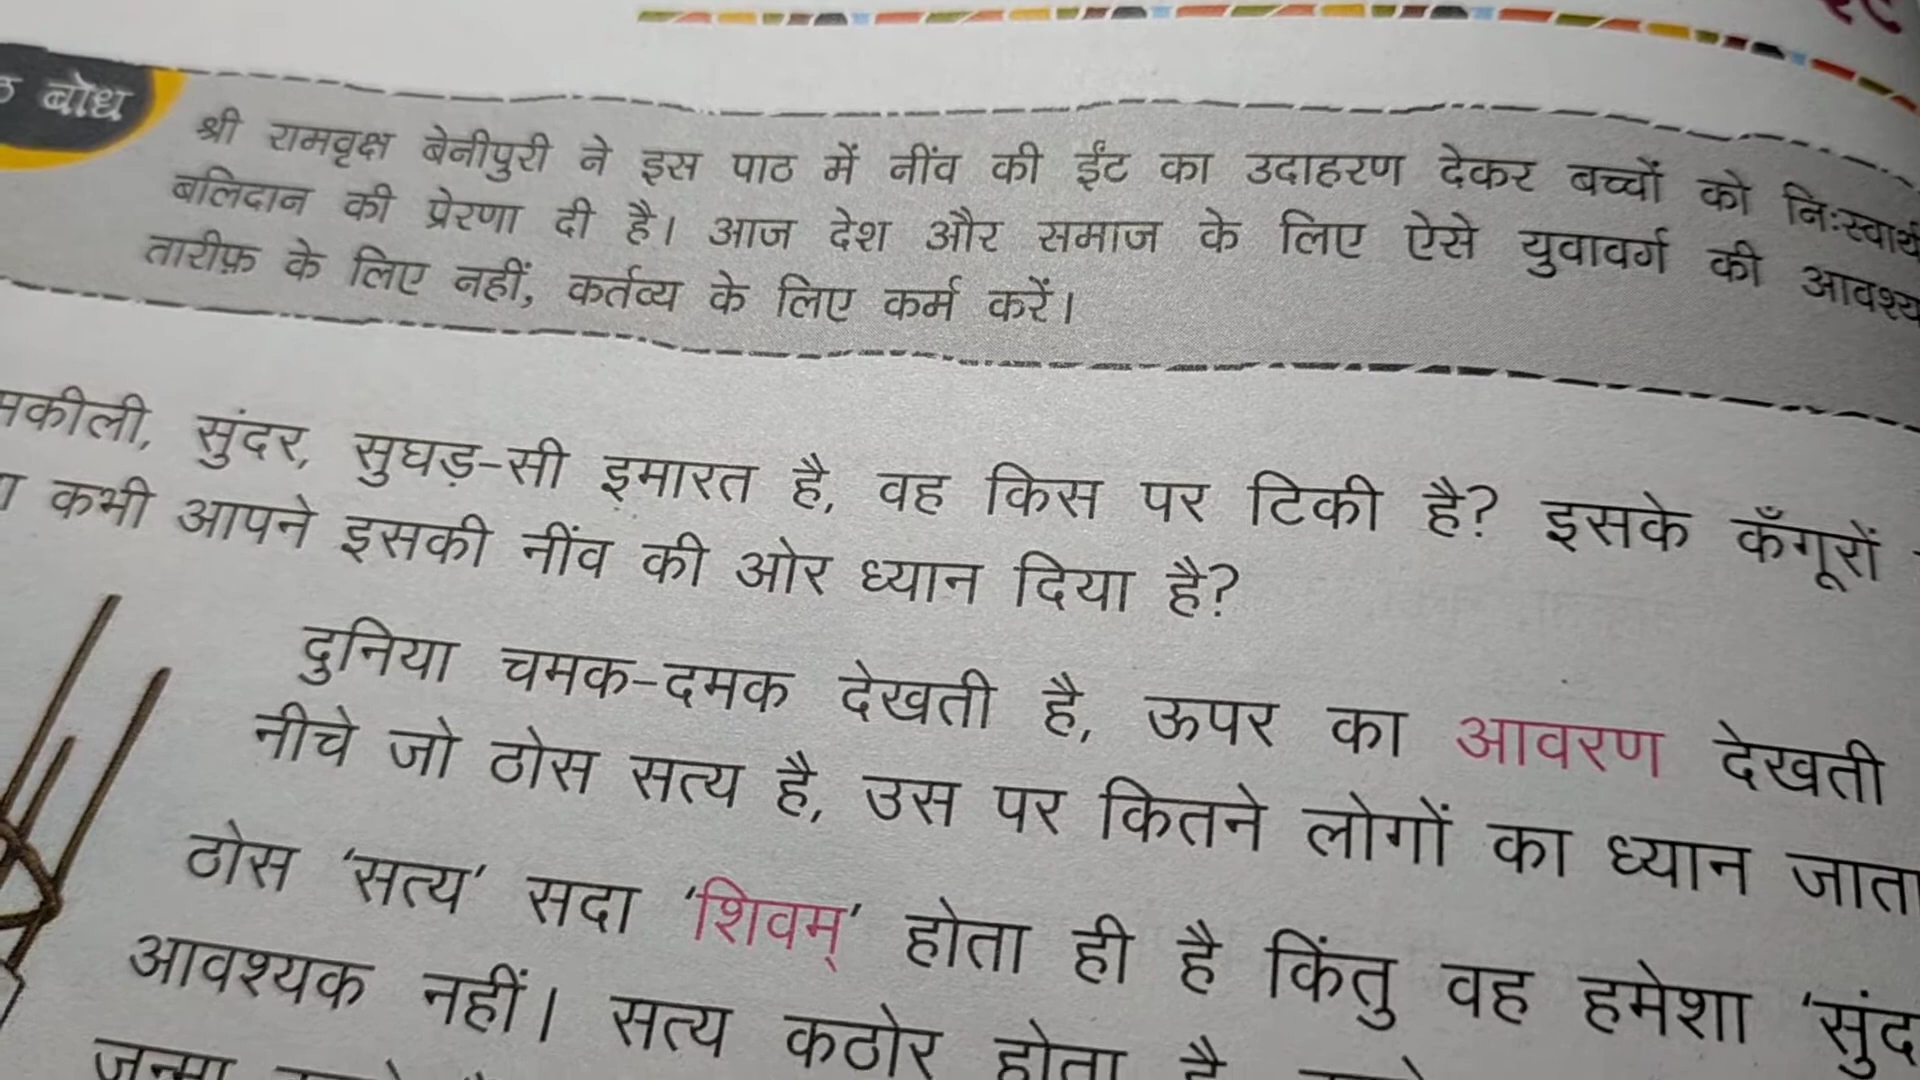 बोध
श्री रामवृक्ष बेनीपुरी ने इस पाठ में नींव की ईंट का उदाहरण देकर बच्चों को निःस्वार्थ
बलिदान की प्रेरणा दी है। आज देश और समाज के लिए ऐसे युवावर्ग की
तारीफ़ के लिए नहीं, कर्तव्य के लिए कर्म करें।
सुंदर, सुघड़-सी इमारत है, वह किस पर टिकी है? इसके कँगूरों
कभी आपने इसकी नींव की ओर ध्यान दिया है?
दुनिया चमक-दमक देखती है, ऊपर का आवरण देखती
नीचे जो ठोस सत्य है, उस पर कितने लोगों का ध्यान जाता
ठोस 'सत्य' सदा 'शिवम्' होता ही है किंतु वह हमेशा
आवश्यक नहीं। सत्य कठोर होता है